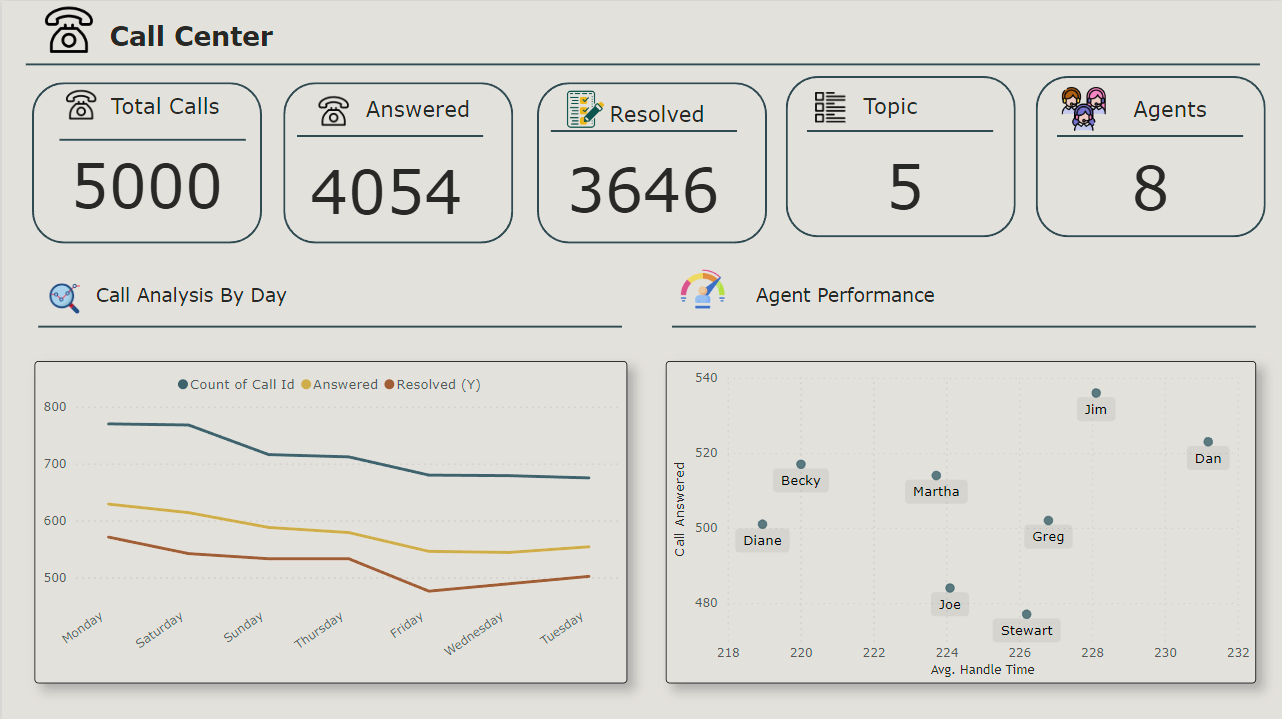 Call Center
Total Calls
5000
Answered
4054
Resolved
3646
Topic
5
Agents
8
Call Analysis By Day
Agent Performance
Count of Call Id Answered Resolved (Y)
800
700
600
500
Monday Saturday Sunday Thursday Friday Wednesday Tuesday
Call Answered
540
520
500
480
Jim
Dan
Becky
Martha
Diane
Greg
Joe
Stewart
218 220 222 224 226 228 230 232
Avg. Handle Time